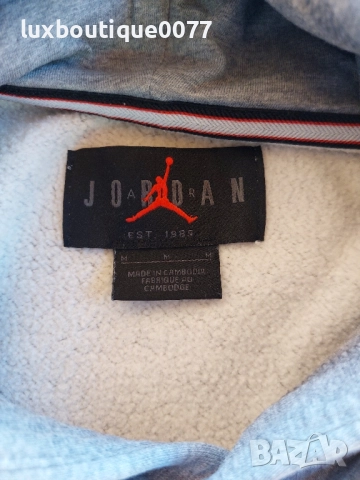 luxboutique0077
JORDAN
AIR
EST. 1985
M M M
MADE IN CAMBODIA
FABRIQUE AU
CAMBODGE
BAZAR